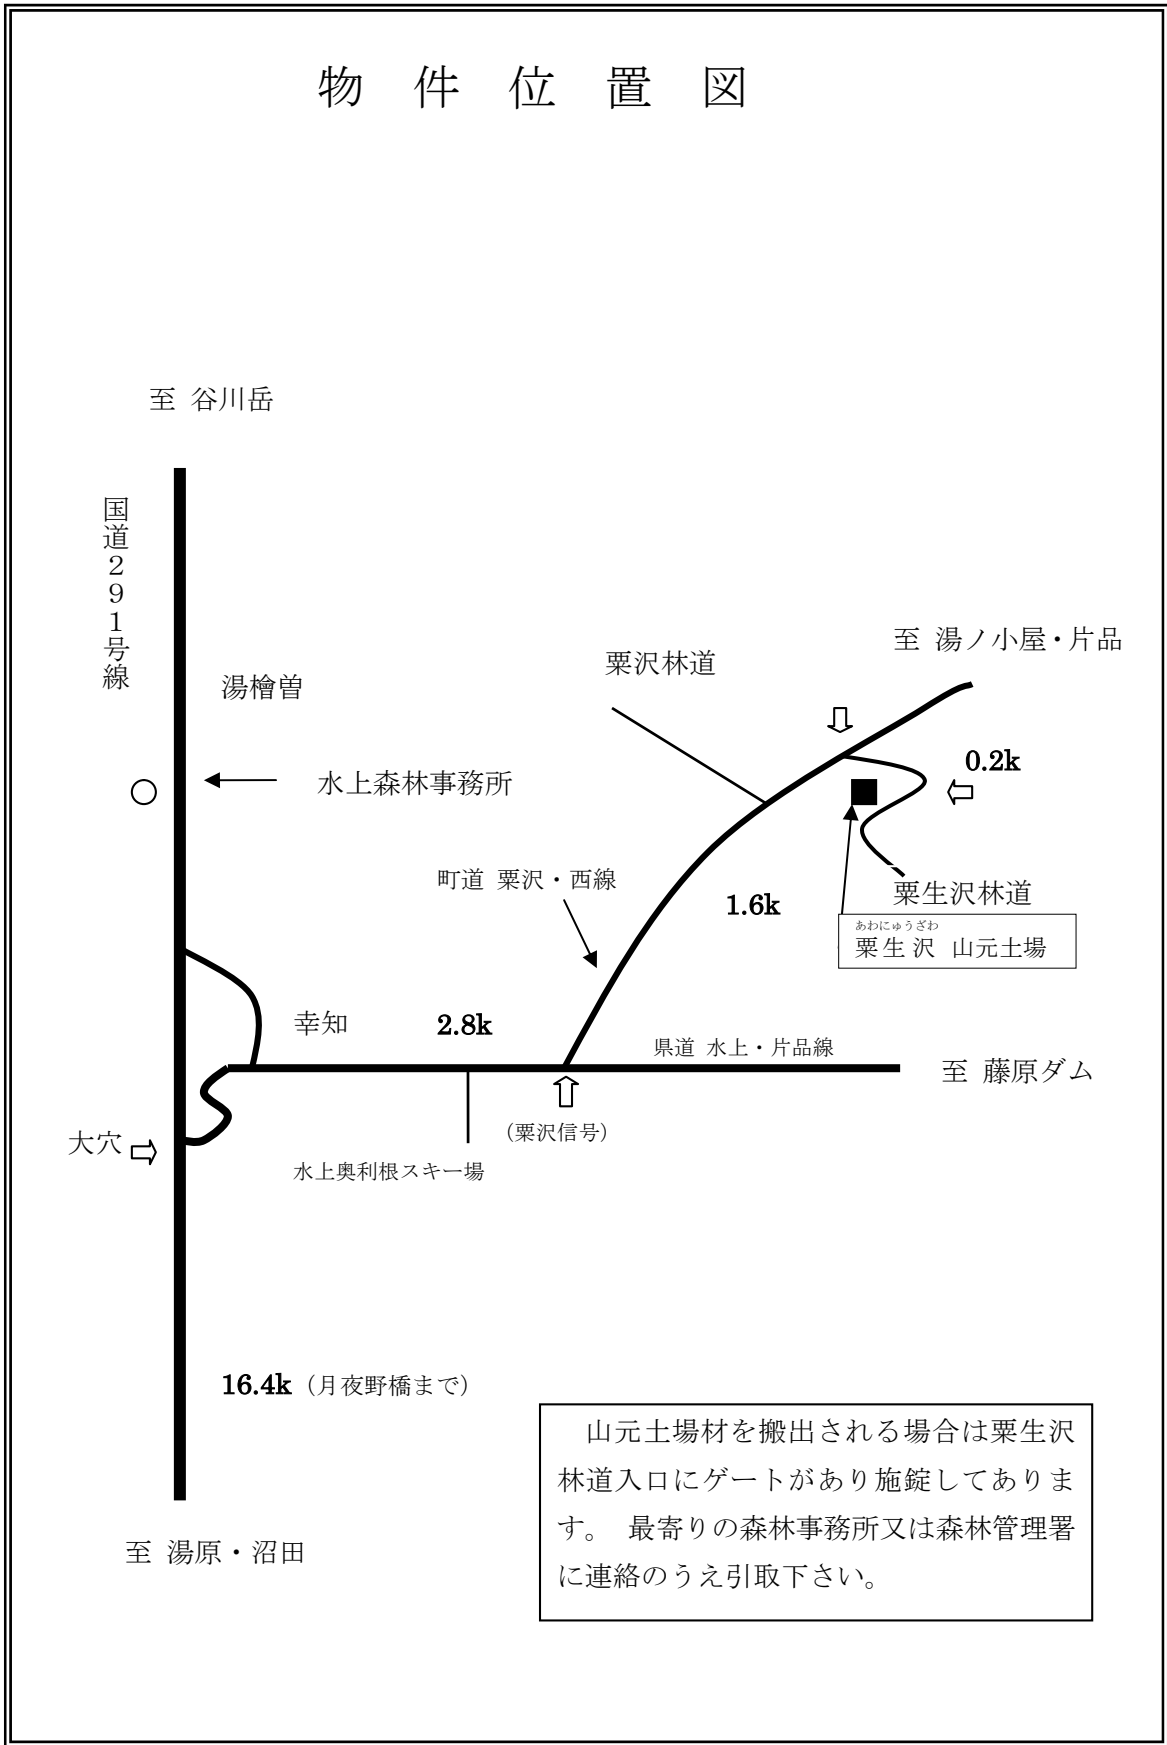 物件位置図
至 谷川岳
国道２９１号線
至 湯ノ小屋・片品
粟沢林道
湯檜曽
0.2k
水上森林事務所
町道 粟沢・西線
粟生沢林道
1.6k
あわにゅうざわ
粟生沢 山元土場
幸知
2.8k
県道 水上・片品線
至 藤原ダム
大穴
(粟沢信号)
水上奥利根スキー場
16.4k（月夜野橋まで）
山元土場材を搬出される場合は粟生沢
林道入口にゲートがあり施錠してありま
す。 最寄りの森林事務所又は森林管理署
に連絡のうえ引取下さい。
至 湯原・沼田